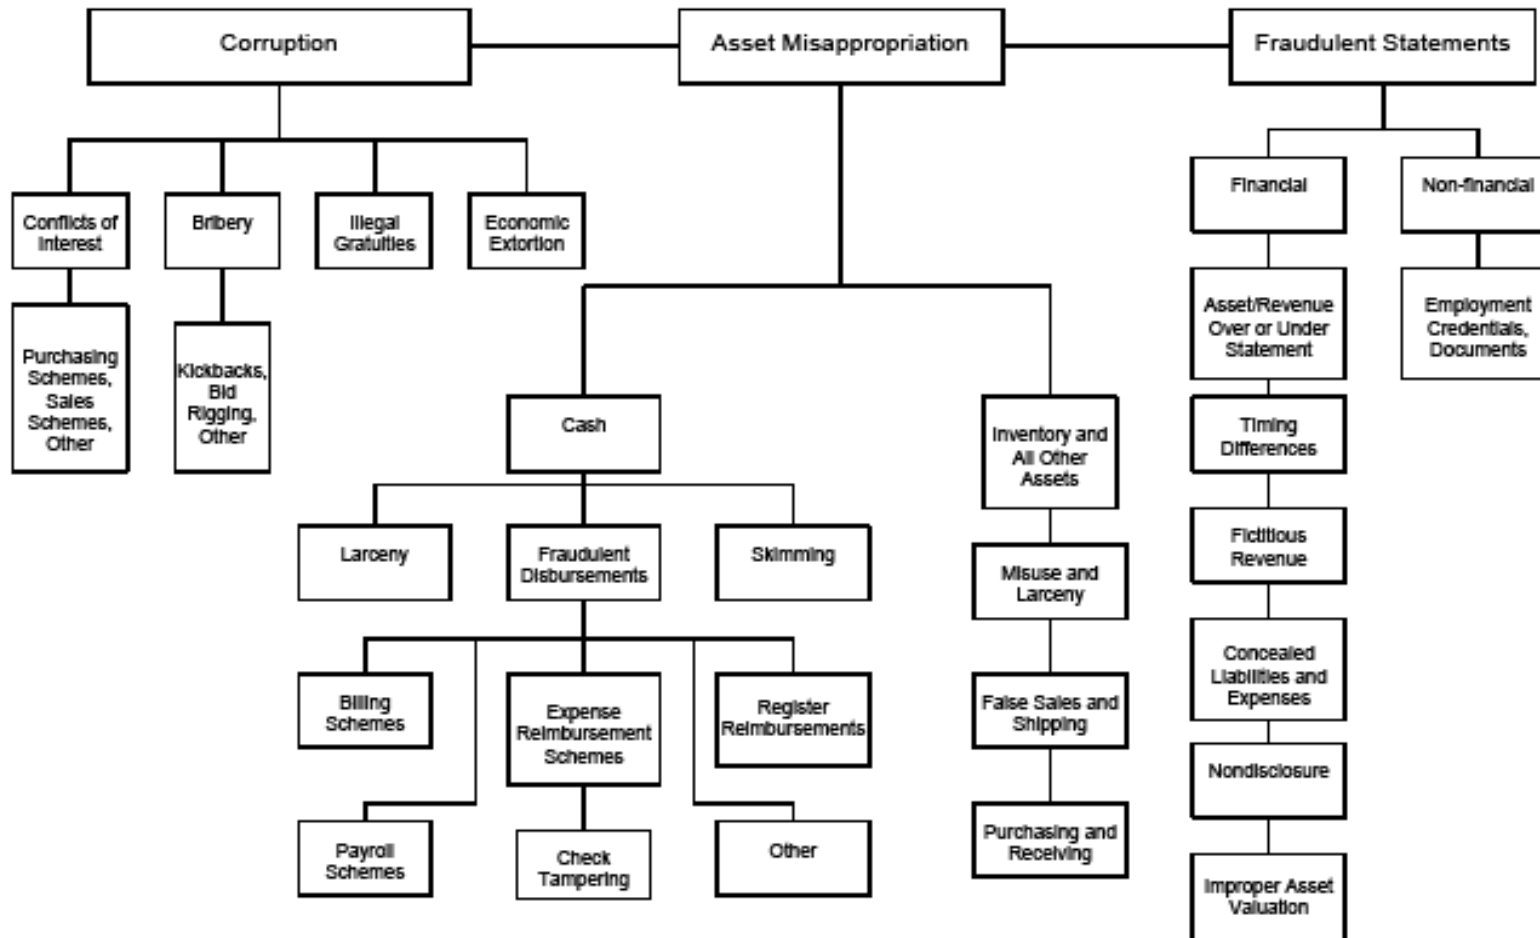 Corruption
Asset Misappropriation
Fraudulent Statements
Conflicts of
Interest
Bribery
Illegal
Gratuities
Economic
Extortion
Financial
Non-financial
Purchasing
Schemes,
Sales
Schemes,
Other
Kickbacks,
Bid
Rigging,
Other
Asset/Revenue
Over or Under
Statement
Employment
Credentials,
Documents
Cash
Inventory and
All Other
Assets
Timing
Differences
Larceny
Fraudulent
Disbursements
Skimming
Misuse and
Larceny
Fictitious
Revenue
Billing
Schemes
Expense
Reimbursement
Schemes
Register
Reimbursements
False Sales and
Shipping
Concealed
Liabilities and
Expenses
Nondisclosure
Payroll
Schemes
Check
Tampering
Other
Purchasing and
Receiving
Improper Asset
Valuation